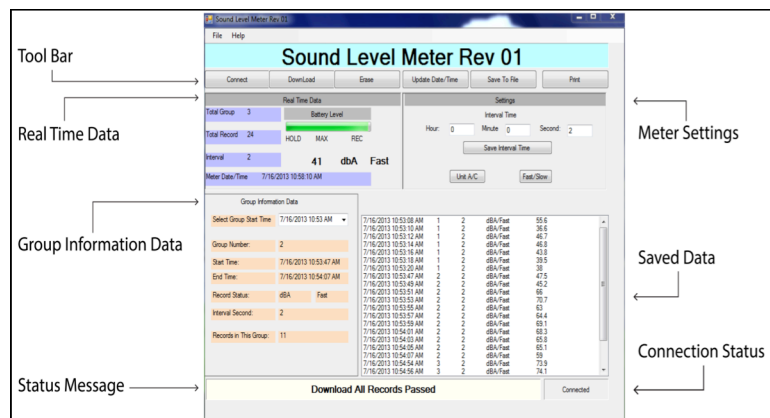 Sound Level Meter Rev 01
File Help
Sound Level Meter Rev 01
Tool Bar
Connect DownLoad Erase Update Date/Time Save To File Print
Real Time Data Settings
Total Group 3 Battery Level Interval Time
Real Time Data
Hour: 0 Minute 0 Second: 2
Meter Settings
Total Record 24 HOLD MAX REC
Save Interval Time
Interval 2 41 dbA Fast
Meter Date/Time 7/16/2013 10:58:10 AM Unit A/C Fast/Slow
Group Information Data
Select Group Start Time 7/16/2013 10:53 AM
Group Number: 2
Start Time: 7/16/2013 10:53:47 AM
End Time: 7/16/2013 10:54:07 AM
Record Status: dBA Fast
Interval Second: 2
Records in This Group: 11
Group Information Data
7/16/2013 10:53:08 AM 1 2 dBA/Fast 55.6
7/16/2013 10:53:10 AM 1 2 dBA/Fast 36.6
7/16/2013 10:53:12 AM 1 2 dBA/Fast 46.7
7/16/2013 10:53:14 AM 1 2 dBA/Fast 46.8
7/16/2013 10:53:16 AM 1 2 dBA/Fast 43.8
7/16/2013 10:53:18 AM 1 2 dBA/Fast 39.5
7/16/2013 10:53:20 AM 1 2 dBA/Fast 38
7/16/2013 10:53:47 AM 2 2 dBA/Fast 47.5
7/16/2013 10:53:49 AM 2 2 dBA/Fast 45.2
7/16/2013 10:53:51 AM 2 2 dBA/Fast 66
7/16/2013 10:53:53 AM 2 2 dBA/Fast 70.7
7/16/2013 10:53:55 AM 2 2 dBA/Fast 63
7/16/2013 10:53:57 AM 2 2 dBA/Fast 64.4
7/16/2013 10:53:59 AM 2 2 dBA/Fast 69.1
7/16/2013 10:54:01 AM 2 2 dBA/Fast 68.3
7/16/2013 10:54:03 AM 2 2 dBA/Fast 65.8
7/16/2013 10:54:05 AM 2 2 dBA/Fast 65.1
7/16/2013 10:54:07 AM 2 2 dBA/Fast 59
7/16/2013 10:54:54 AM 3 2 dBA/Fast 73.9
7/16/2013 10:54:56 AM 3 2 dBA/Fast 74.1
Saved Data
Connection Status
Status Message
Download All Records Passed Connected